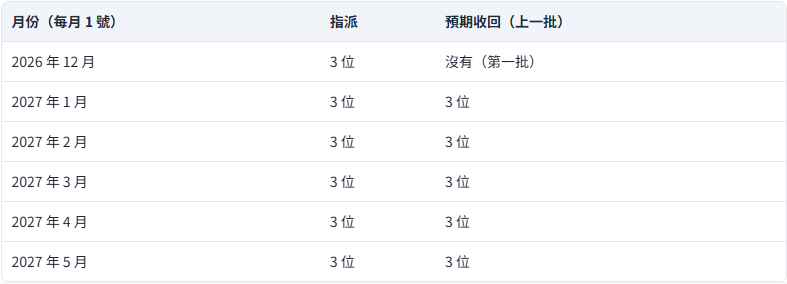 月份（每月 1 號） 指派 預期收回（上一批）
2026 年 12 月 3 位 沒有（第一批）
2027 年 1 月 3 位 3 位
2027 年 2 月 3 位 3 位
2027 年 3 月 3 位 3 位
2027 年 4 月 3 位 3 位
2027 年 5 月 3 位 3 位